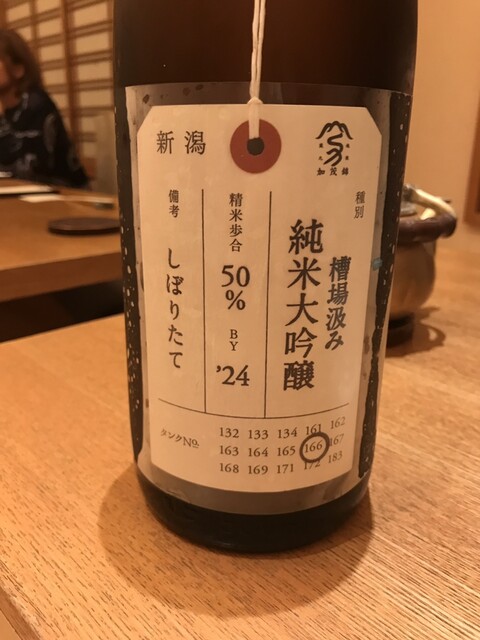 新潟
加茂錦
種別
槽場汲み
純米大吟醸
精米歩合
50%
BY
'24
備考
しぼりたて
タンクNo.
132 133 134 161 162
163 164 165 166 167
168 169 171 172 183